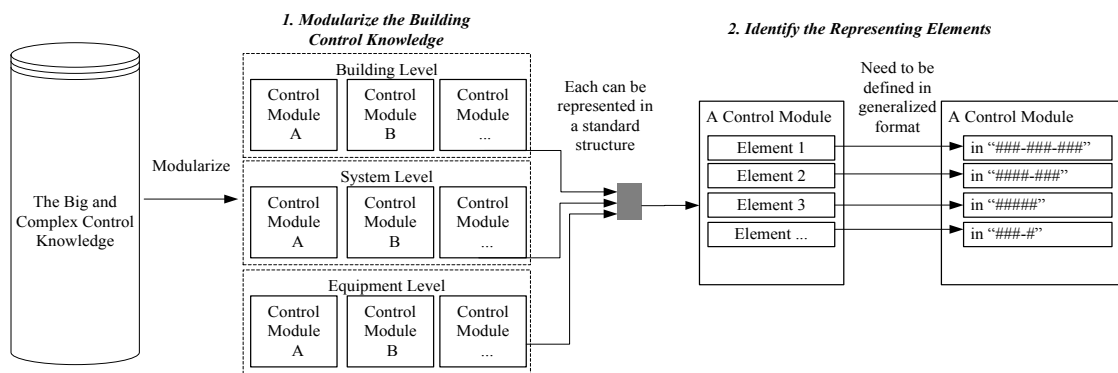 1. Modularize the Building
Control Knowledge
2. Identify the Representing Elements
The Big and
Complex Control
Knowledge
Modularize
Building Level
Control
Module
A
Control
Module
B
Control
Module
...
System Level
Control
Module
A
Control
Module
B
Control
Module
...
Equipment Level
Control
Module
A
Control
Module
B
Control
Module
...
Each can be
represented in
a standard
structure
A Control Module
Element 1
Element 2
Element 3
Element ...
Need to be
defined in
generalized
format
A Control Module
in “###-###-###”
in “####-###”
in “#####”
in “###-#”